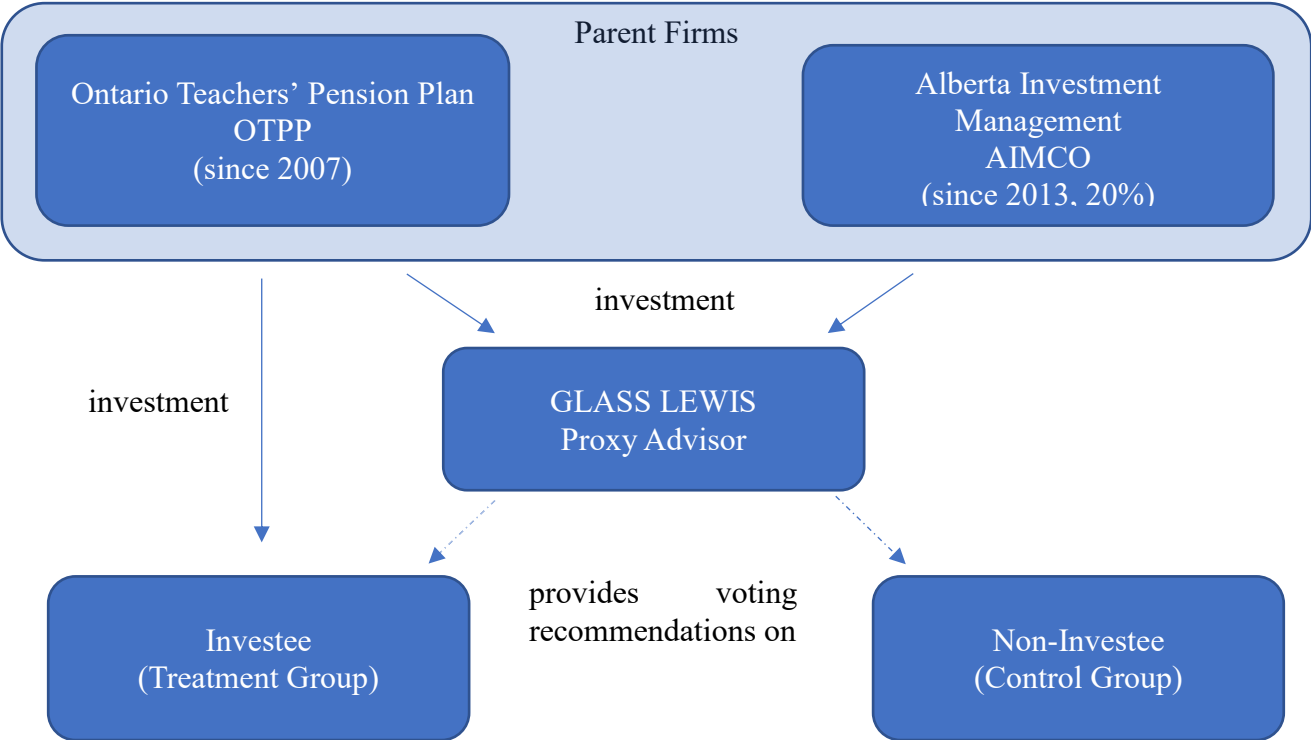 Parent Firms
Ontario Teachers’ Pension Plan
OTPP
(since 2007)
Alberta Investment
Management
AIMCO
(since 2013, 20%)
investment
investment
GLASS LEWIS
Proxy Advisor
provides voting
recommendations on
Investee
(Treatment Group)
Non-Investee
(Control Group)